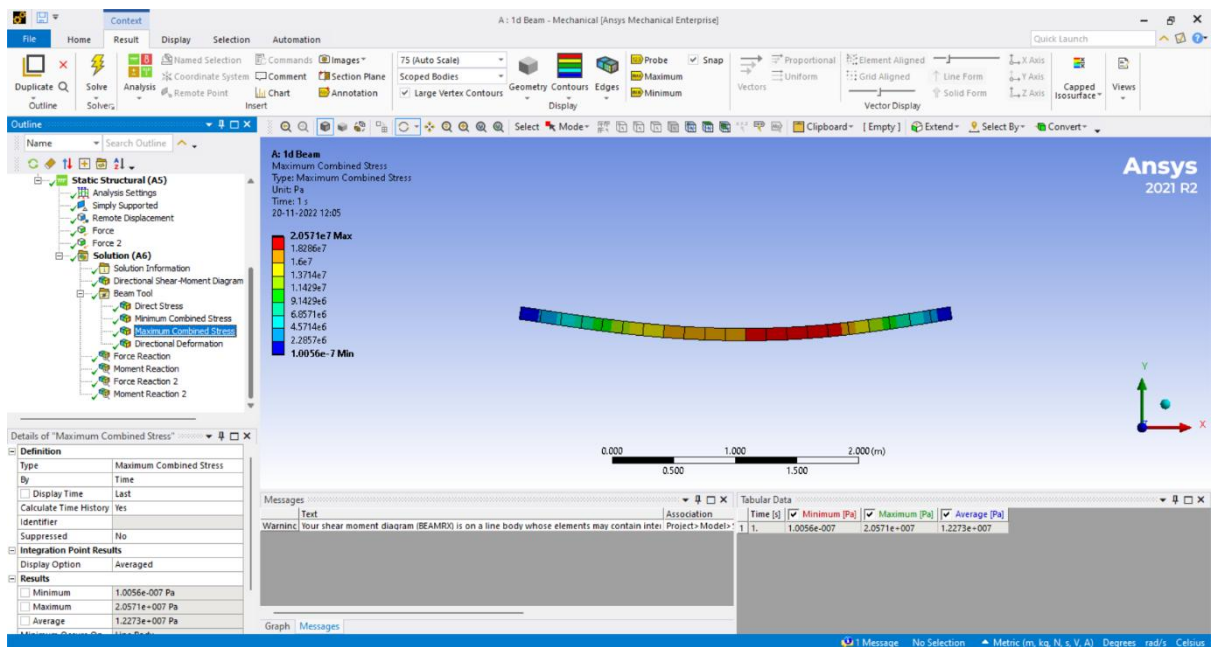 Context
A : 1d Beam - Mechanical [Ansys Mechanical Enterprise]
File Home Result Display Selection Automation
Quick Launch
Duplicate Q
Outline
Solve
Solver
Analysis
Named Selection
Coordinate System
Remote Point
Commands
Comment
Chart
Images
Section Plane
Annotation
Insert
75 (Auto Scale)
Scoped Bodies
Large Vertex Contours
Geometry Contours Edges
Display
Probe
Maximum
Minimum
Snap
Vectors
Proportional
Uniform
Element Aligned
Grid Aligned
Line Form
Solid Form
X Axis
Y Axis
Z Axis
Vector Display
Capped
Isosurface
Views
Outline
Name
Search Outline
Select Mode
Clipboard [Empty] Extend Select By Convert
Static Structural (A5)
Analysis Settings
Simply Supported
Remote Displacement
Force
Force 2
Solution (A6)
Solution Information
Directional Shear-Moment Diagram
Beam Tool
Direct Stress
Minimum Combined Stress
Maximum Combined Stress
Directional Deformation
Force Reaction
Moment Reaction
Force Reaction 2
Moment Reaction 2
A: 1d Beam
Maximum Combined Stress
Type: Maximum Combined Stress
Unit: Pa
Time: 1 s
20-11-2022 12:05
2.0571e7 Max
1.8286e7
1.6e7
1.3714e7
1.1429e7
9.1429e6
6.8571e6
4.5714e6
2.2857e6
1.0056e-7 Min
Ansys
2021 R2
Y
X
0.000 1.000 2.000 (m)
0.500 1.500
Details of "Maximum Combined Stress"
Definition
Type Maximum Combined Stress
By Time
Display Time Last
Calculate Time History Yes
Identifier
Suppressed No
Integration Point Results
Display Option Averaged
Results
Minimum 1.0056e-007 Pa
Maximum 2.0571e+007 Pa
Average 1.2273e+007 Pa
Messages
Text Association
Your shear moment diagram (BEAMRX) is on a line body whose elements may contain inter Project>Model>
Graph Messages
Tabular Data
Time [s] Minimum [Pa] Maximum [Pa] Average [Pa]
1 1. 1.0056e-007 2.0571e+007 1.2273e+007
1 Message No Selection Metric (m, kg, N, s, V, A) Degrees rad/s Celsius